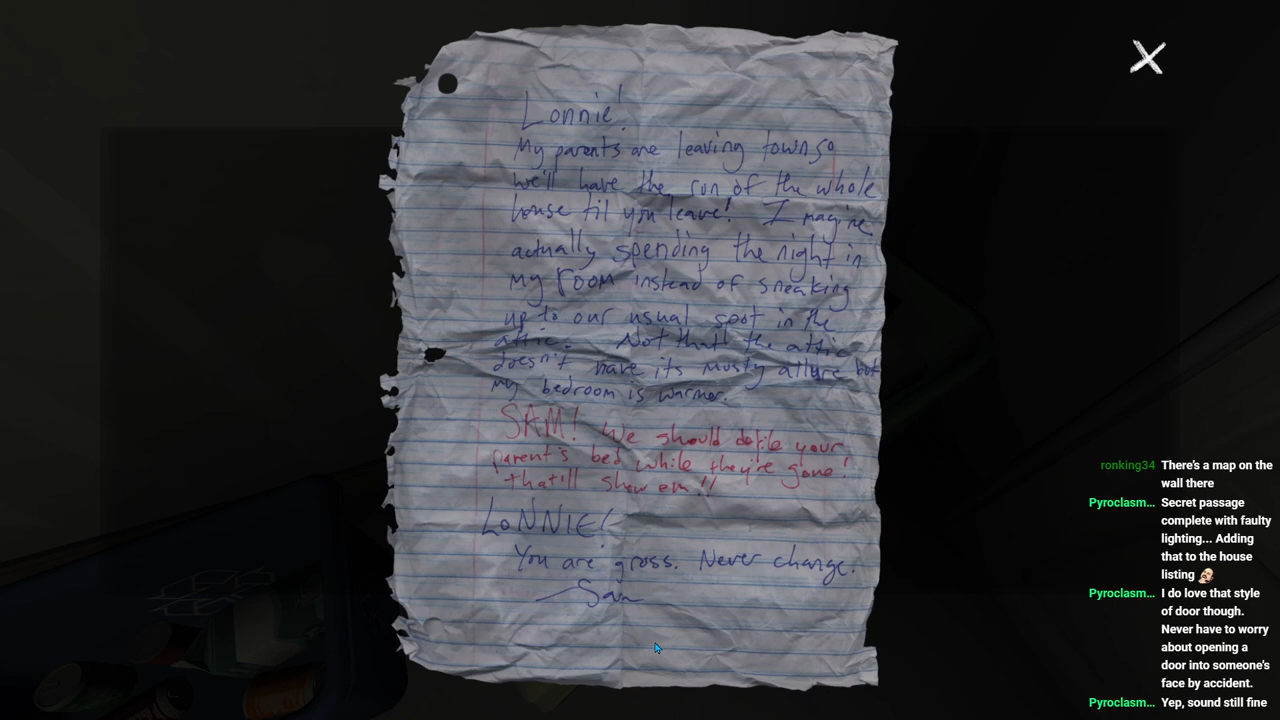 Lonnie!
My parents are leaving town so
we'll have the run of the whole
house til you leave! Imagine
actually spending the night in
my room instead of sneaking
up to our usual spot in the
attic. Not that the attic
doesn't have its musty allure but
my bedroom is warmer.
SAM! We should defile your
parent's bed while they're gone!
that'll show em!!
LONNIE!
You are gross. Never change.
—Sam
ronking34 There's a map on the
wall there
Pyroclasm... Secret passage
complete with faulty
lighting... Adding
that to the house
listing
Pyroclasm... I do love that style
of door though.
Never have to worry
about opening a
door into someone's
face by accident.
Pyroclasm... Yep, sound still fine